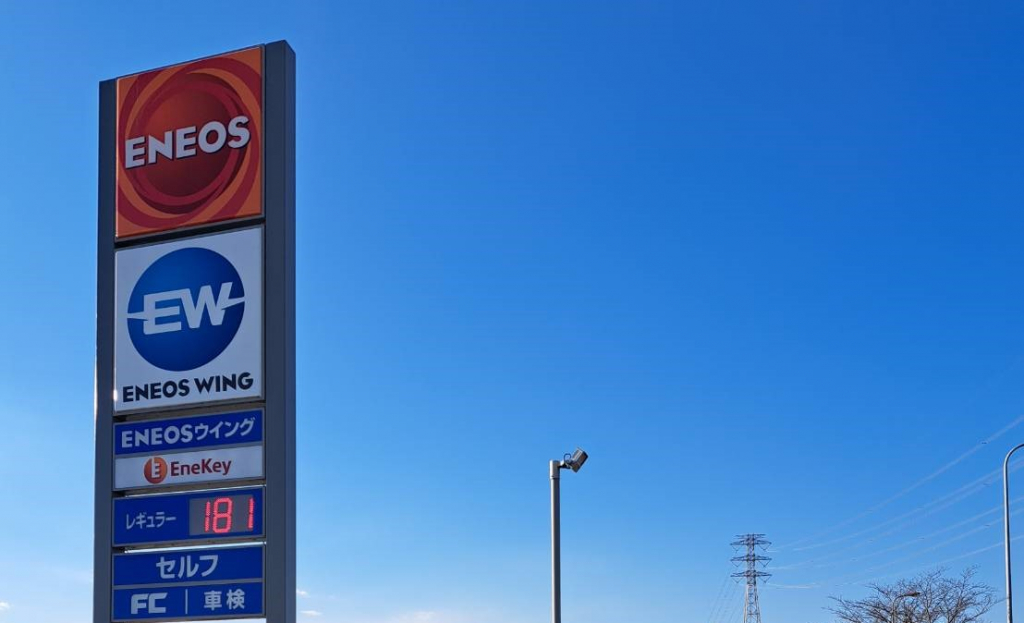 ENEOS
EW
ENEOS WING
ENEOSウイング
E EneKey
レギュラー 181
セルフ
FC 車検